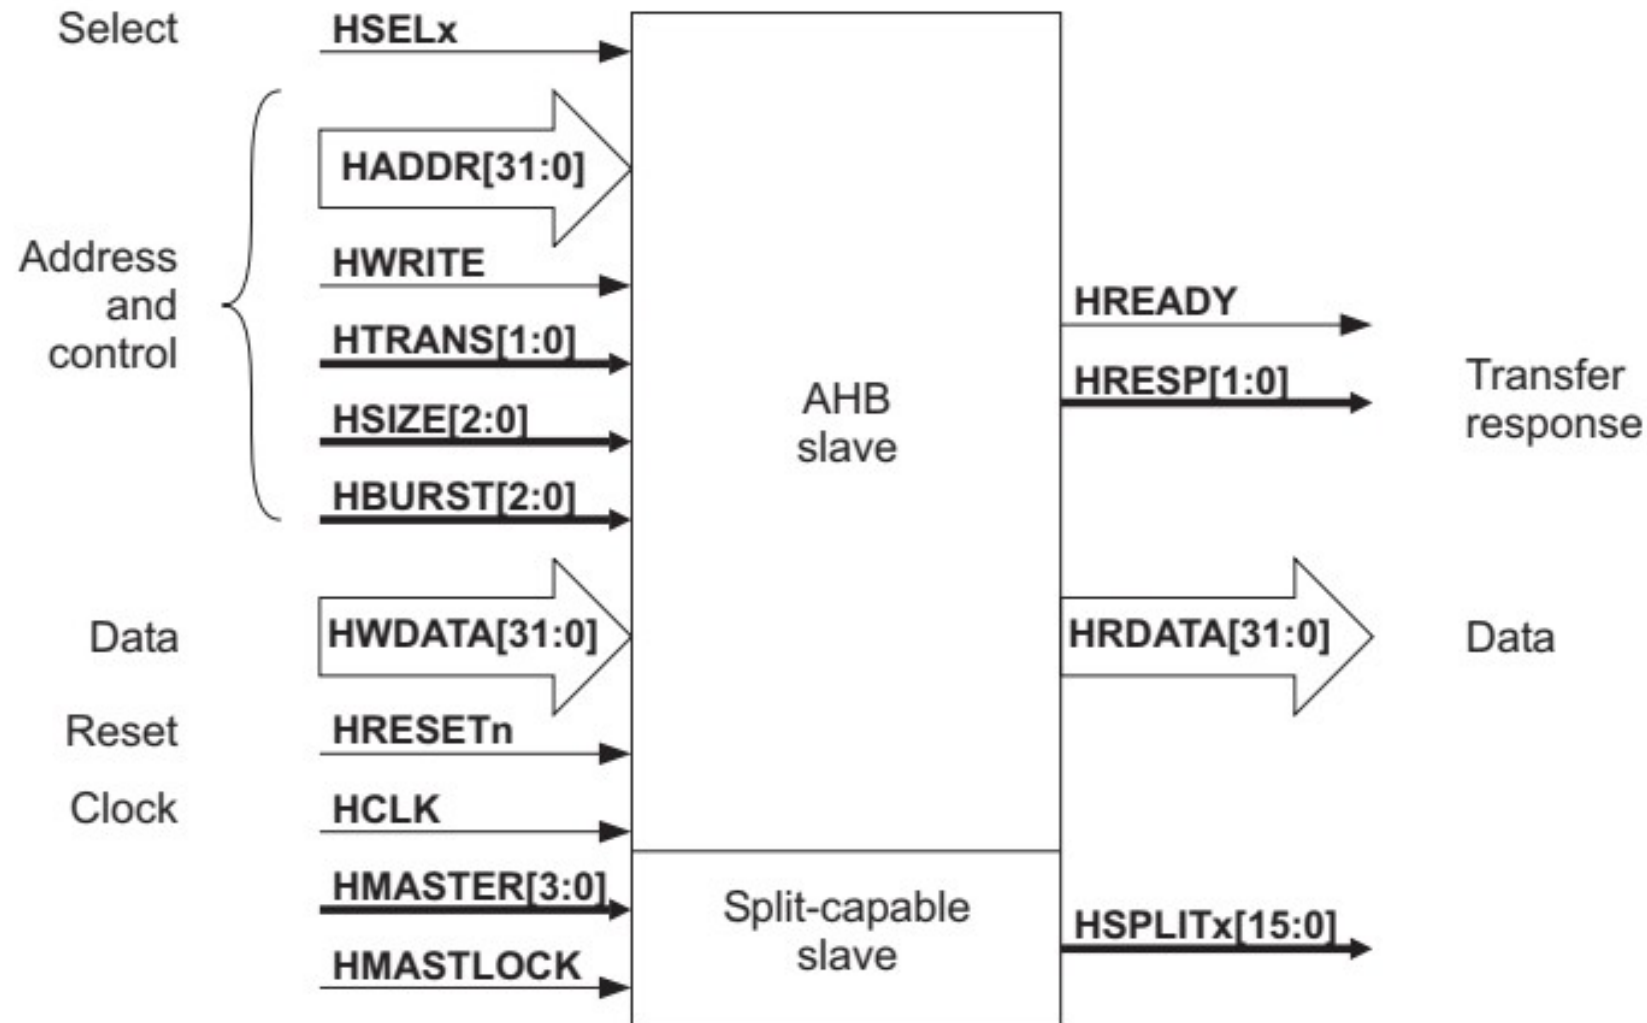 Select
HSELx
HADDR[31:0]
Address
and
control
HWRITE
HTRANS[1:0]
HSIZE[2:0]
HBURST[2:0]
Data
HWDATA[31:0]
Reset
HRESETn
Clock
HCLK
HMASTER[3:0]
HMASTLOCK
AHB
slave
Split-capable
slave
HREADY
HRESP[1:0]
Transfer
response
HRDATA[31:0]
Data
HSPLITx[15:0]